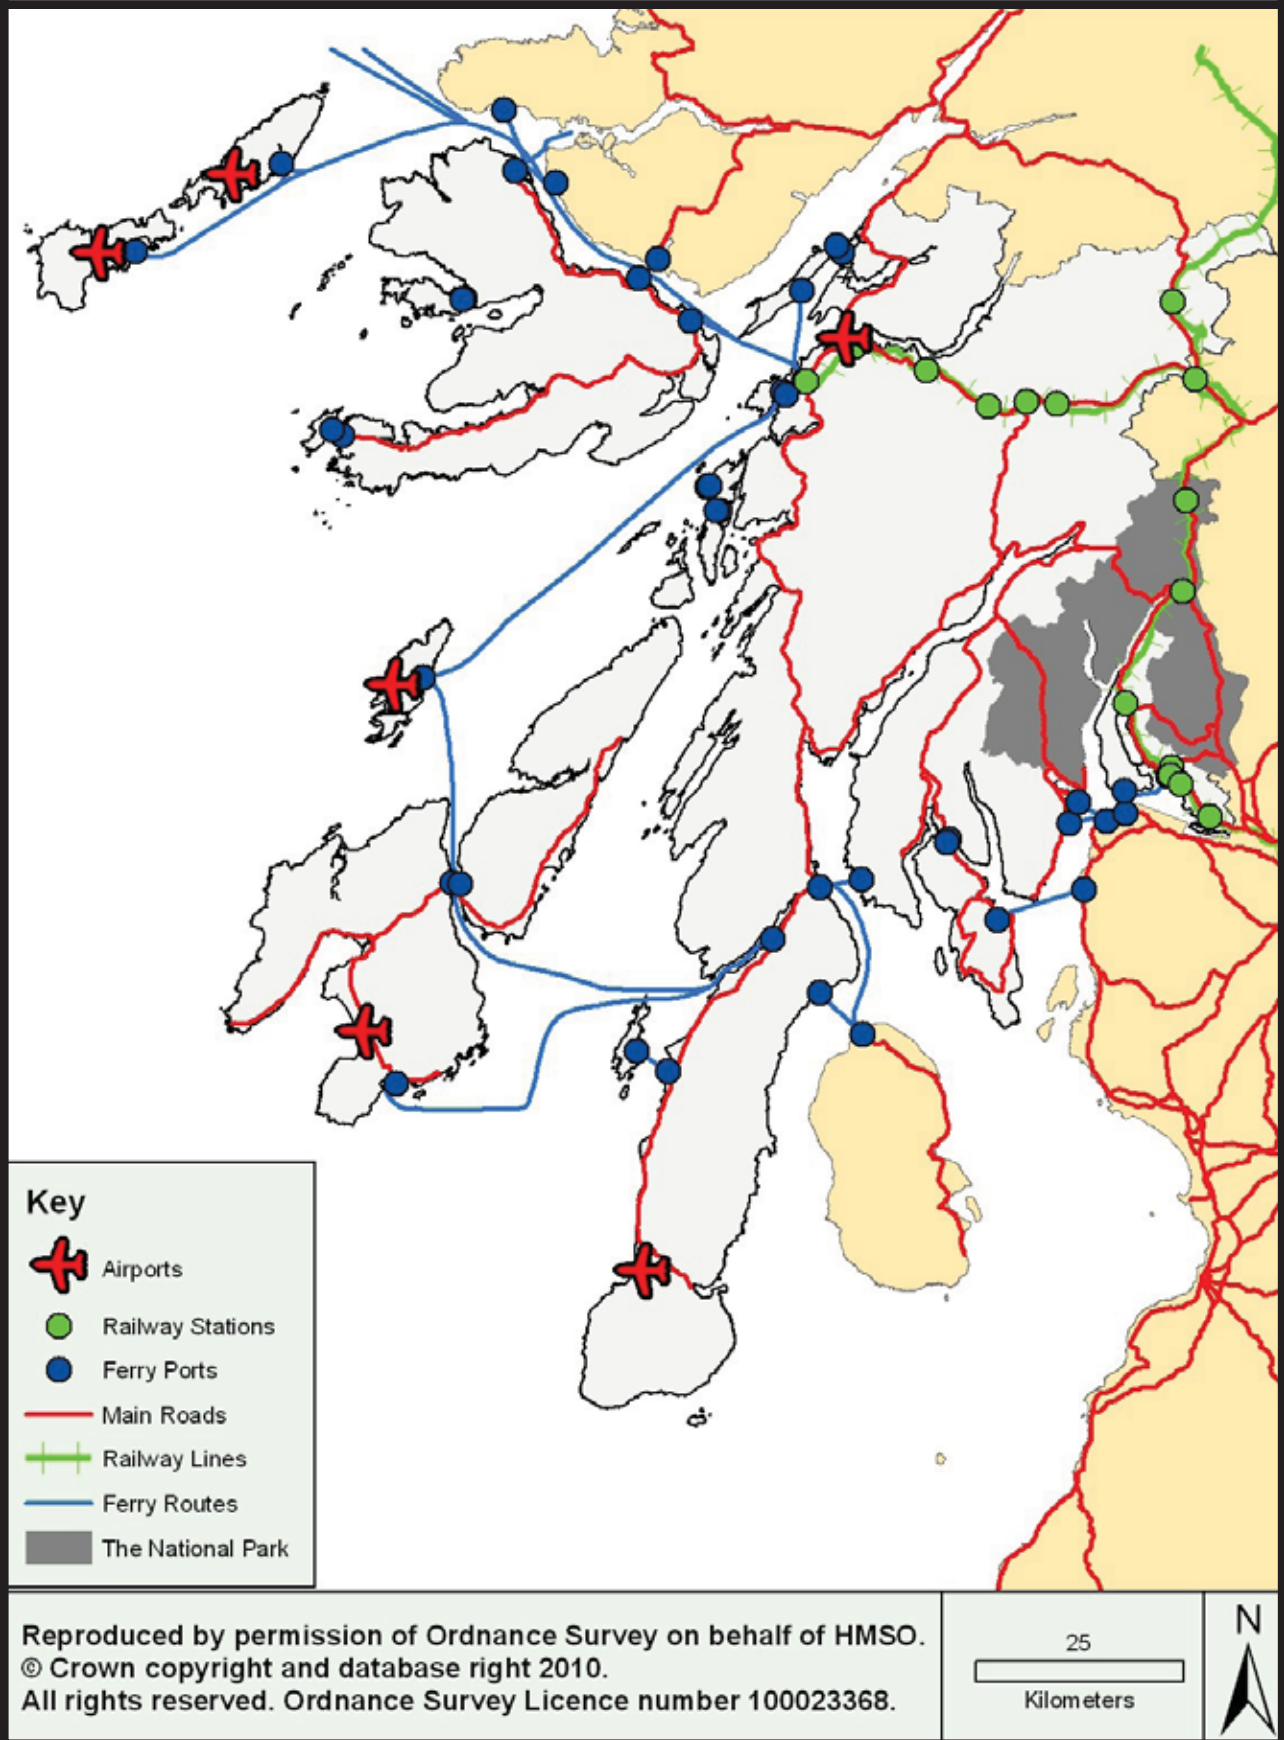 Key
Airports
Railway Stations
Ferry Ports
Main Roads
Railway Lines
Ferry Routes
The National Park
Reproduced by permission of Ordnance Survey on behalf of HMSO.
© Crown copyright and database right 2010.
All rights reserved. Ordnance Survey Licence number 100023368.
25
Kilometers
N